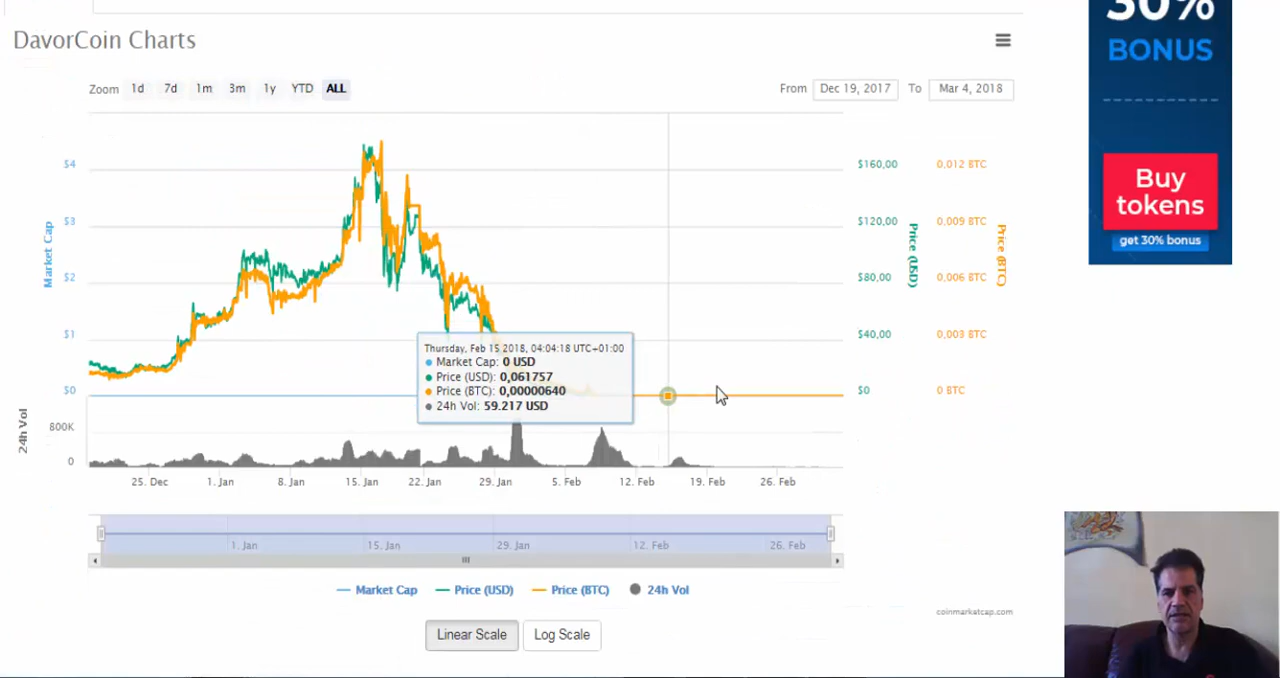 DavorCoin Charts
Zoom 1d 7d 1m 3m 1y YTD ALL
From Dec 19, 2017 To Mar 4, 2018
$4
$3
$2
$1
$0
Market Cap
800K
0
24h Vol
$160,00
$120,00
$80,00
$40,00
$0
Price (USD)
0,012 BTC
0,009 BTC
0,006 BTC
0,003 BTC
0 BTC
Price (BTC)
Thursday, Feb 15 2018, 04:04:18 UTC+01:00
Market Cap: 0 USD
Price (USD): 0,061757
Price (BTC): 0,00000640
24h Vol: 59.217 USD
25. Dec 1. Jan 8. Jan 15. Jan 22. Jan 29. Jan 5. Feb 12. Feb 19. Feb 26. Feb
1. Jan 15. Jan 29. Jan 12. Feb 26. Feb
Market Cap Price (USD) Price (BTC) 24h Vol
coinmarketcap.com
Linear Scale Log Scale
30%
BONUS
Buy
tokens
get 30% bonus